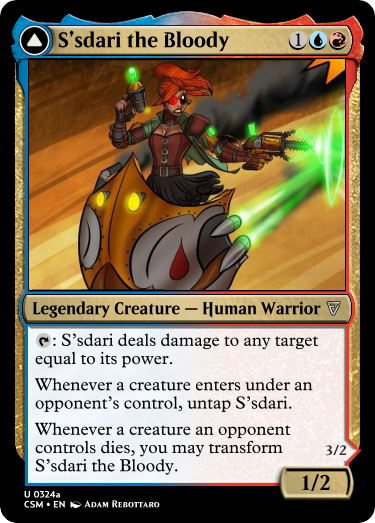 S'sdari the Bloody 1
Legendary Creature — Human Warrior
: S'sdari deals damage to any target
equal to its power.
Whenever a creature enters under an
opponent's control, untap S'sdari.
Whenever a creature an opponent
controls dies, you may transform
S'sdari the Bloody.
3/2
1/2
U 0324a
CSM • EN Adam Rebottaro